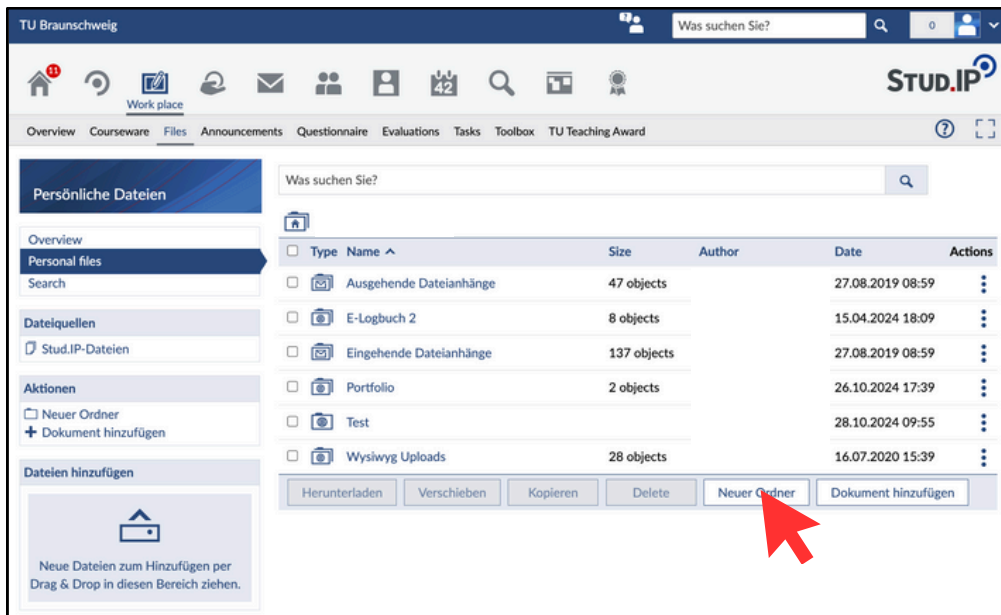 TU Braunschweig
Was suchen Sie?
0
11
42
Work place
STUD.IP
Overview Courseware Files Announcements Questionnaire Evaluations Tasks Toolbox TU Teaching Award
?
Persönliche Dateien
Overview
Personal files
Search
Dateiquellen
Stud.IP-Dateien
Aktionen
Neuer Ordner
Dokument hinzufügen
Dateien hinzufügen
Neue Dateien zum Hinzufügen per
Drag & Drop in diesen Bereich ziehen.
Was suchen Sie?
Type Name Size Author Date Actions
Ausgehende Dateianhänge 47 objects 27.08.2019 08:59
E-Logbuch 2 8 objects 15.04.2024 18:09
Eingehende Dateianhänge 137 objects 27.08.2019 08:59
Portfolio 2 objects 26.10.2024 17:39
Test 28.10.2024 09:55
Wysiwyg Uploads 28 objects 16.07.2020 15:39
Herunterladen Verschieben Kopieren Delete Neuer Ordner Dokument hinzufügen